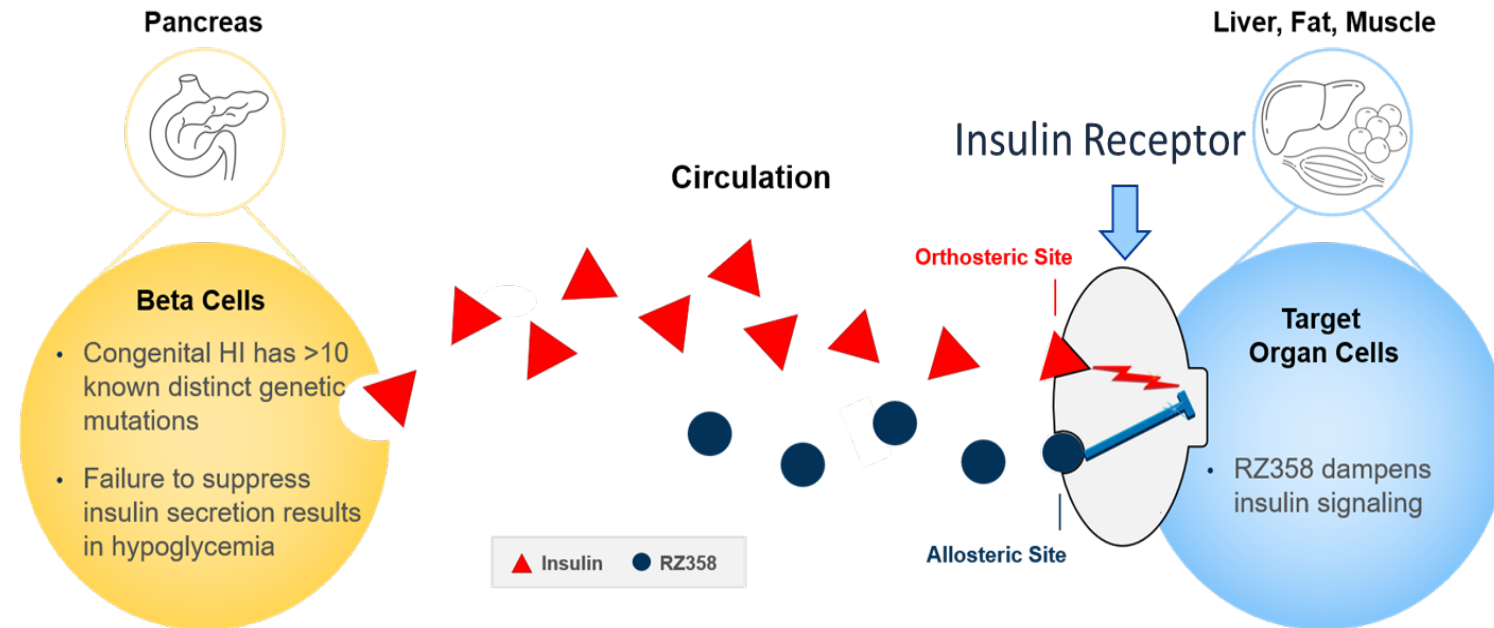 Pancreas
Liver, Fat, Muscle
Insulin Receptor
Circulation
Orthosteric Site
Beta Cells
• Congenital HI has >10
known distinct genetic
mutations
• Failure to suppress
insulin secretion results
in hypoglycemia
Target
Organ Cells
• RZ358 dampens
insulin signaling
Allosteric Site
Insulin
RZ358